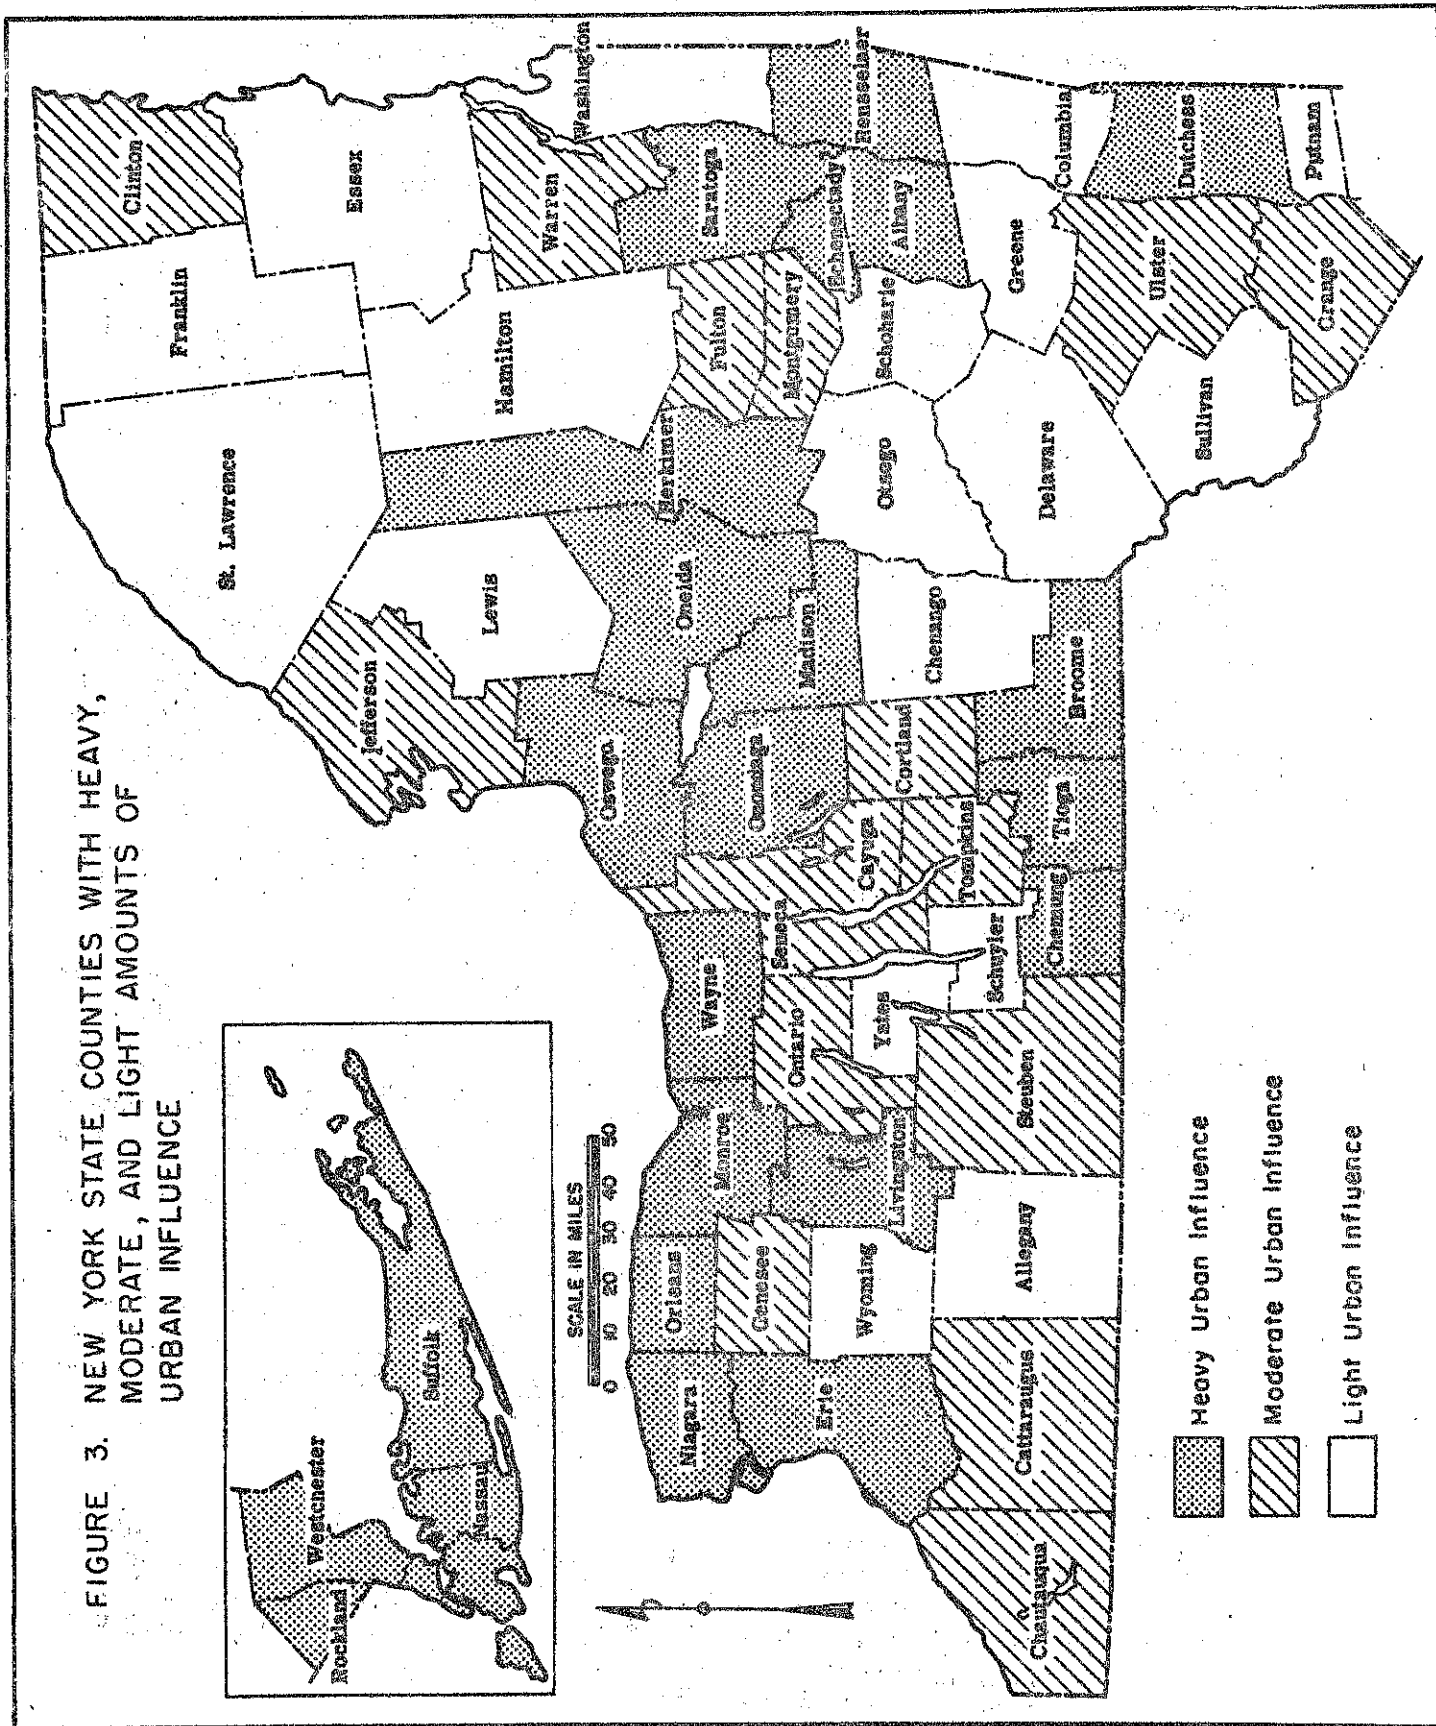 FIGURE 3. NEW YORK STATE COUNTIES WITH HEAVY,
MODERATE, AND LIGHT AMOUNTS OF
URBAN INFLUENCE
Clinton
Franklin
St. Lawrence
Essex
Jefferson
Lewis
Hamilton
Warren
Washington
Herkimer
Oneida
Oswego
Fulton
Saratoga
Montgomery
Schenectady
Rensselaer
Albany
Schoharie
Otsego
Madison
Onondaga
Cayuga
Seneca
Wayne
Ontario
Monroe
Orleans
Niagara
Genesee
Erie
Wyoming
Livingston
Yates
Cortland
Chenango
Tompkins
Schuyler
Delaware
Greene
Columbia
Chautauqua
Cattaraugus
Allegany
Steuben
Chemung
Tioga
Broome
Sullivan
Ulster
Dutchess
Orange
Putnam
Westchester
Rockland
Nassau
Suffolk
SCALE IN MILES
0 10 20 30 40 50
Heavy Urban Influence
Moderate Urban Influence
Light Urban Influence